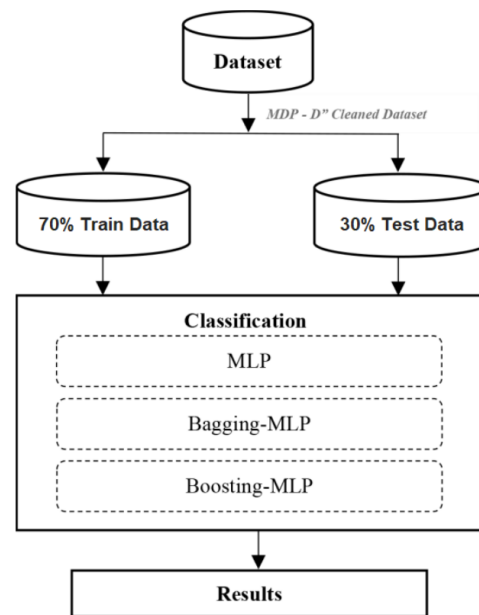 Dataset
MDP - D” Cleaned Dataset
70% Train Data
30% Test Data
Classification
MLP
Bagging-MLP
Boosting-MLP
Results